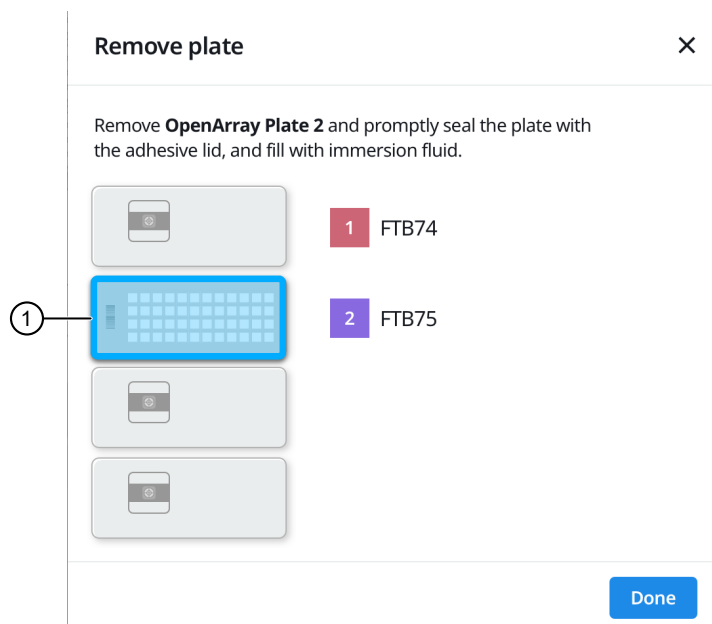 Remove plate
Remove OpenArray Plate 2 and promptly seal the plate with
the adhesive lid, and fill with immersion fluid.
1 FTB74
1
2 FTB75
Done